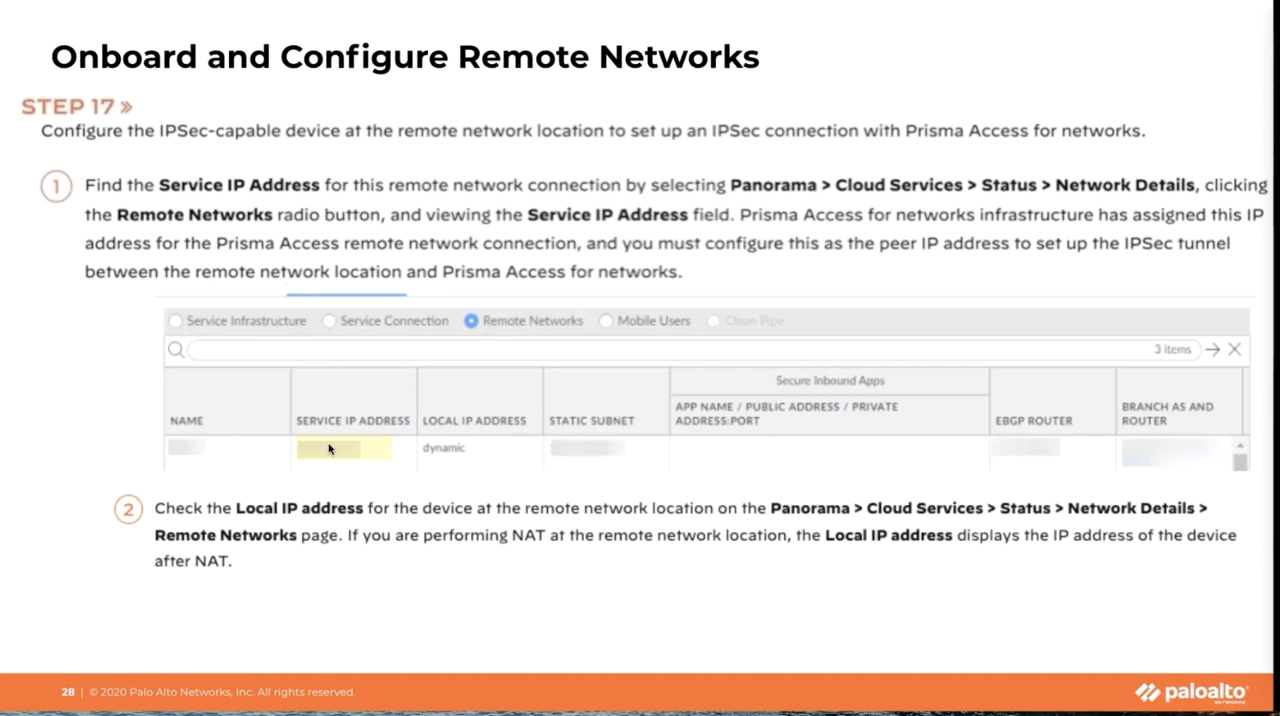 Onboard and Configure Remote Networks
STEP 17 »
Configure the IPSec-capable device at the remote network location to set up an IPSec connection with Prisma Access for networks.
1 Find the Service IP Address for this remote network connection by selecting Panorama > Cloud Services > Status > Network Details, clicking
the Remote Networks radio button, and viewing the Service IP Address field. Prisma Access for networks infrastructure has assigned this IP
address for the Prisma Access remote network connection, and you must configure this as the peer IP address to set up the IPSec tunnel
between the remote network location and Prisma Access for networks.
Service Infrastructure Service Connection Remote Networks Mobile Users Clean Pipe
3 items
Secure Inbound Apps
NAME SERVICE IP ADDRESS LOCAL IP ADDRESS STATIC SUBNET APP NAME / PUBLIC ADDRESS / PRIVATE
ADDRESS:PORT EBGP ROUTER BRANCH AS AND
ROUTER
dynamic
2 Check the Local IP address for the device at the remote network location on the Panorama > Cloud Services > Status > Network Details >
Remote Networks page. If you are performing NAT at the remote network location, the Local IP address displays the IP address of the device
after NAT.
28 | © 2020 Palo Alto Networks, Inc. All rights reserved.
paloalto
NETWORKS